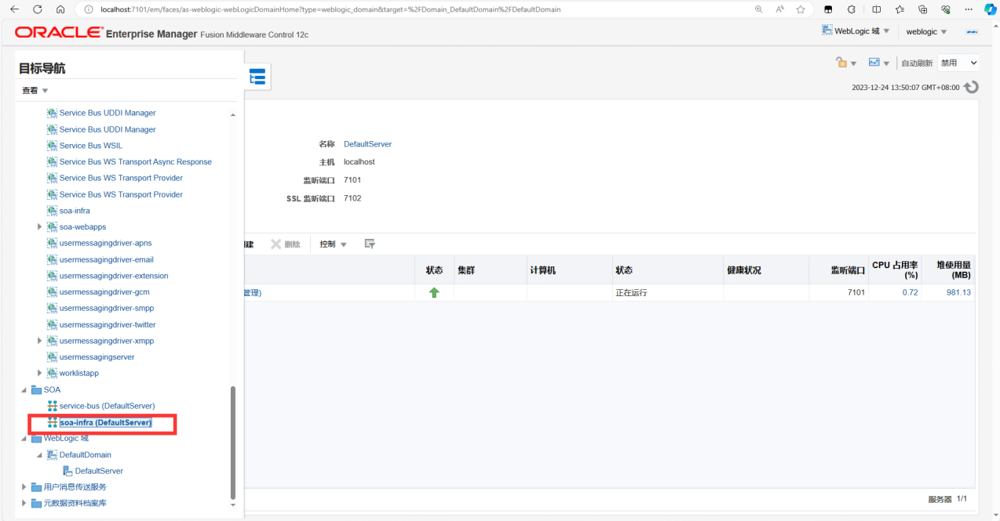 localhost:7101/em/faces/as-weblogic-webLogicDomainHome?type=weblogic_domain&target=%2FDomain_DefaultDomain%2FDefaultDomain
ORACLE® Enterprise Manager Fusion Middleware Control 12c
WebLogic 域
weblogic
目标导航
查看
自动刷新 禁用
2023-12-24 13:50:07 GMT+08:00
Service Bus UDDI Manager
Service Bus UDDI Manager
Service Bus WSIL
Service Bus WS Transport Async Response
Service Bus WS Transport Provider
Service Bus WS Transport Provider
soa-infra
soa-webapps
usermessagingdriver-apns
usermessagingdriver-email
usermessagingdriver-extension
usermessagingdriver-gcm
usermessagingdriver-smpp
usermessagingdriver-twitter
usermessagingdriver-xmpp
usermessagingserver
worklistapp
SOA
service-bus (DefaultServer)
soa-infra (DefaultServer)
WebLogic 域
DefaultDomain
DefaultServer
用户消息传送服务
元数据资料档案库
名称 DefaultServer
主机 localhost
监听端口 7101
SSL 监听端口 7102
建 删除 控制
状态 集群 计算机 状态 健康状况 监听端口 CPU 占用率 (%) 堆使用量 (MB)
管理) 正在运行 7101 0.72 981.13
服务器 1/1